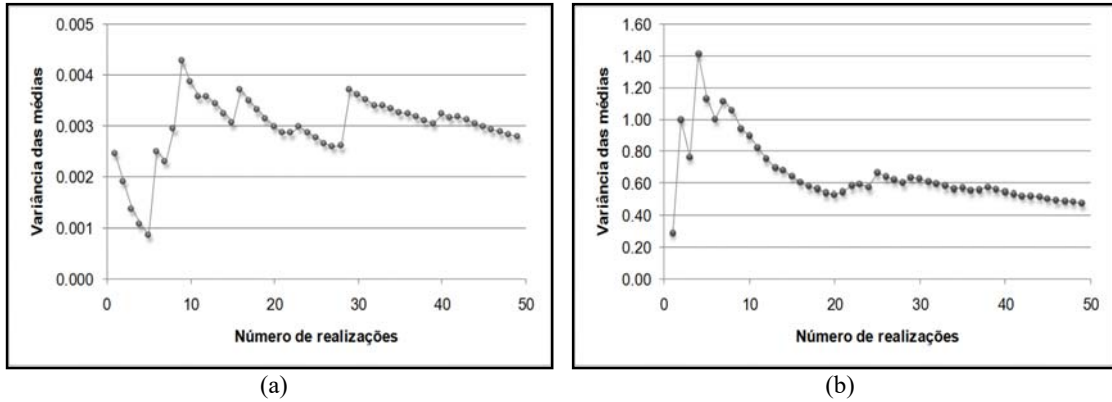 0.005
0.004
0.003
0.002
0.001
0.000
Variância das médias
0 10 20 30 40 50
Número de realizações
(a)
1.60
1.40
1.20
1.00
0.80
0.60
0.40
0.20
0.00
Variância das médias
0 10 20 30 40 50
Número de realizações
(b)